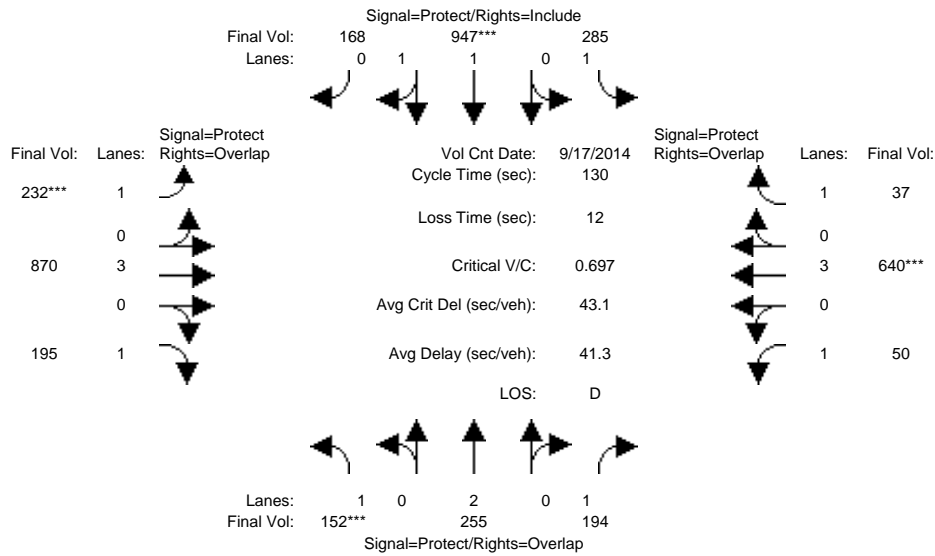 Signal=Protect/Rights=Include
Final Vol: 168 947*** 285
Lanes: 0 1 1 0 1
Signal=Protect Signal=Protect
Final Vol: Lanes: Rights=Overlap Vol Cnt Date: 9/17/2014 Rights=Overlap Lanes: Final Vol:
Cycle Time (sec): 130
232*** 1 1 37
Loss Time (sec): 12
0 0
870 3 Critical V/C: 0.697 3 640***
0 Avg Crit Del (sec/veh): 43.1 0
195 1 Avg Delay (sec/veh): 41.3 1 50
LOS: D
Lanes: 1 0 2 0 1
Final Vol: 152*** 255 194
Signal=Protect/Rights=Overlap